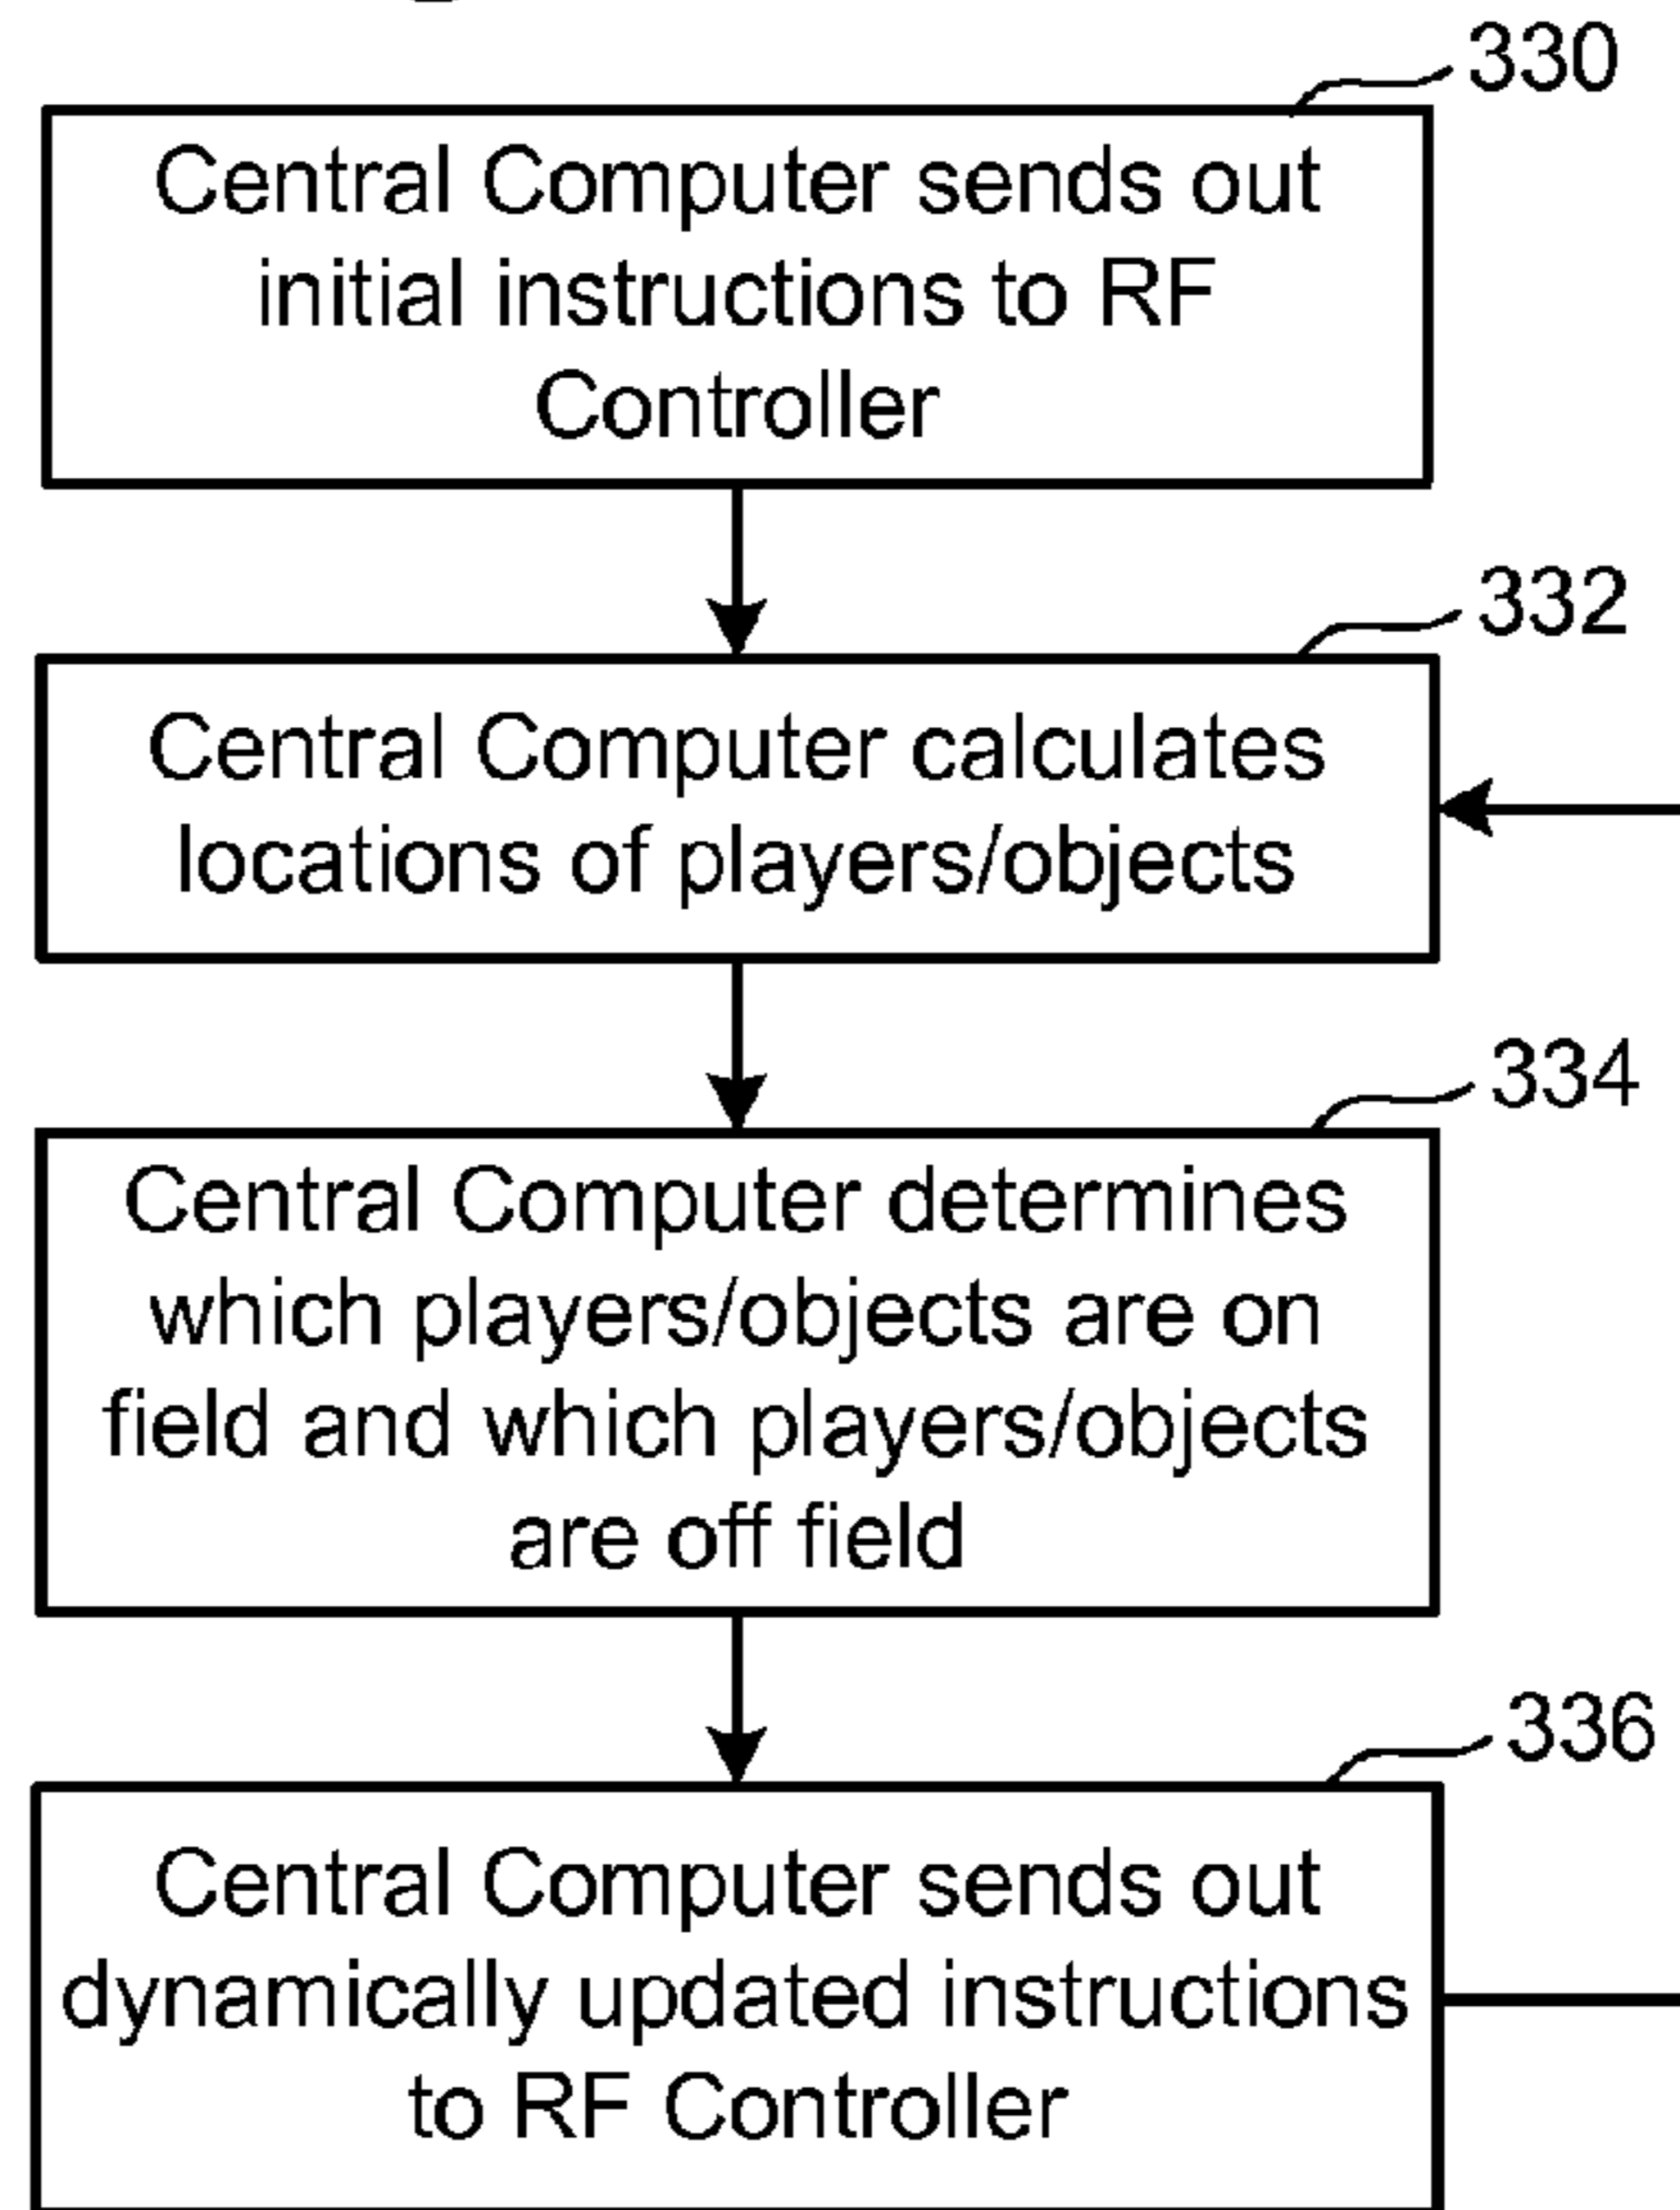 330
Central Computer sends out
initial instructions to RF
Controller
332
Central Computer calculates
locations of players/objects
334
Central Computer determines
which players/objects are on
field and which players/objects
are off field
336
Central Computer sends out
dynamically updated instructions
to RF Controller